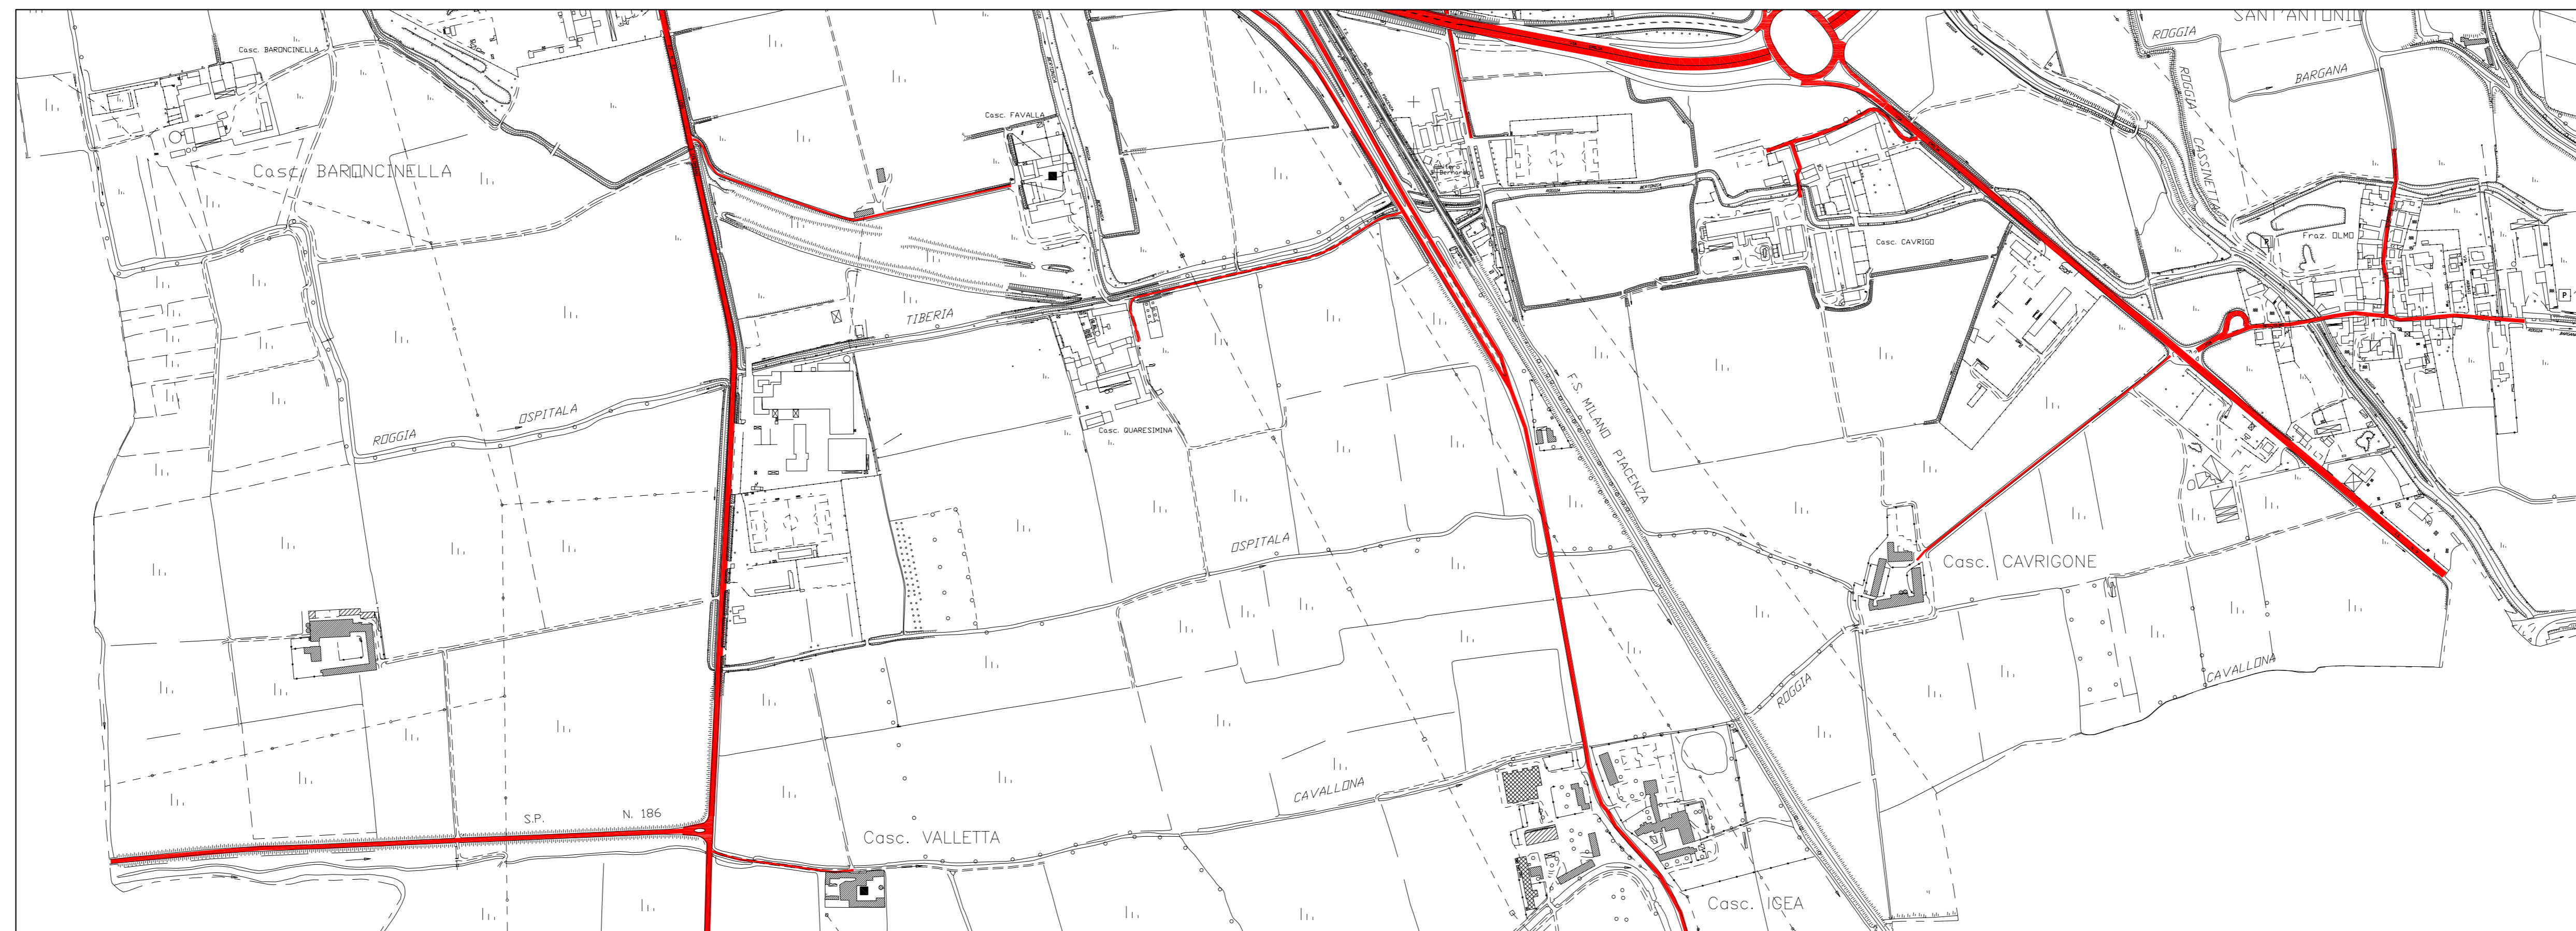 SANT'ANTONIO
ROGGIA
Casc. BARONCINELLA
BARGANA
ROGGIA
CASSINETTA
Casc. FAVALLA
Casc. BARONCINELLA
Casc. CAVRIGO
Fraz. OLMO
P
P
TIBERIA
F.S. MILANO PIACENZA
OSPITALA
ROGGIA
Casc. QUARESIMINA
OSPITALA
Casc. CAVRIGONE
CAVALLONA
ROGGIA
CAVALLONA
S.P. N. 186
Casc. VALLETTA
Casc. IGEA